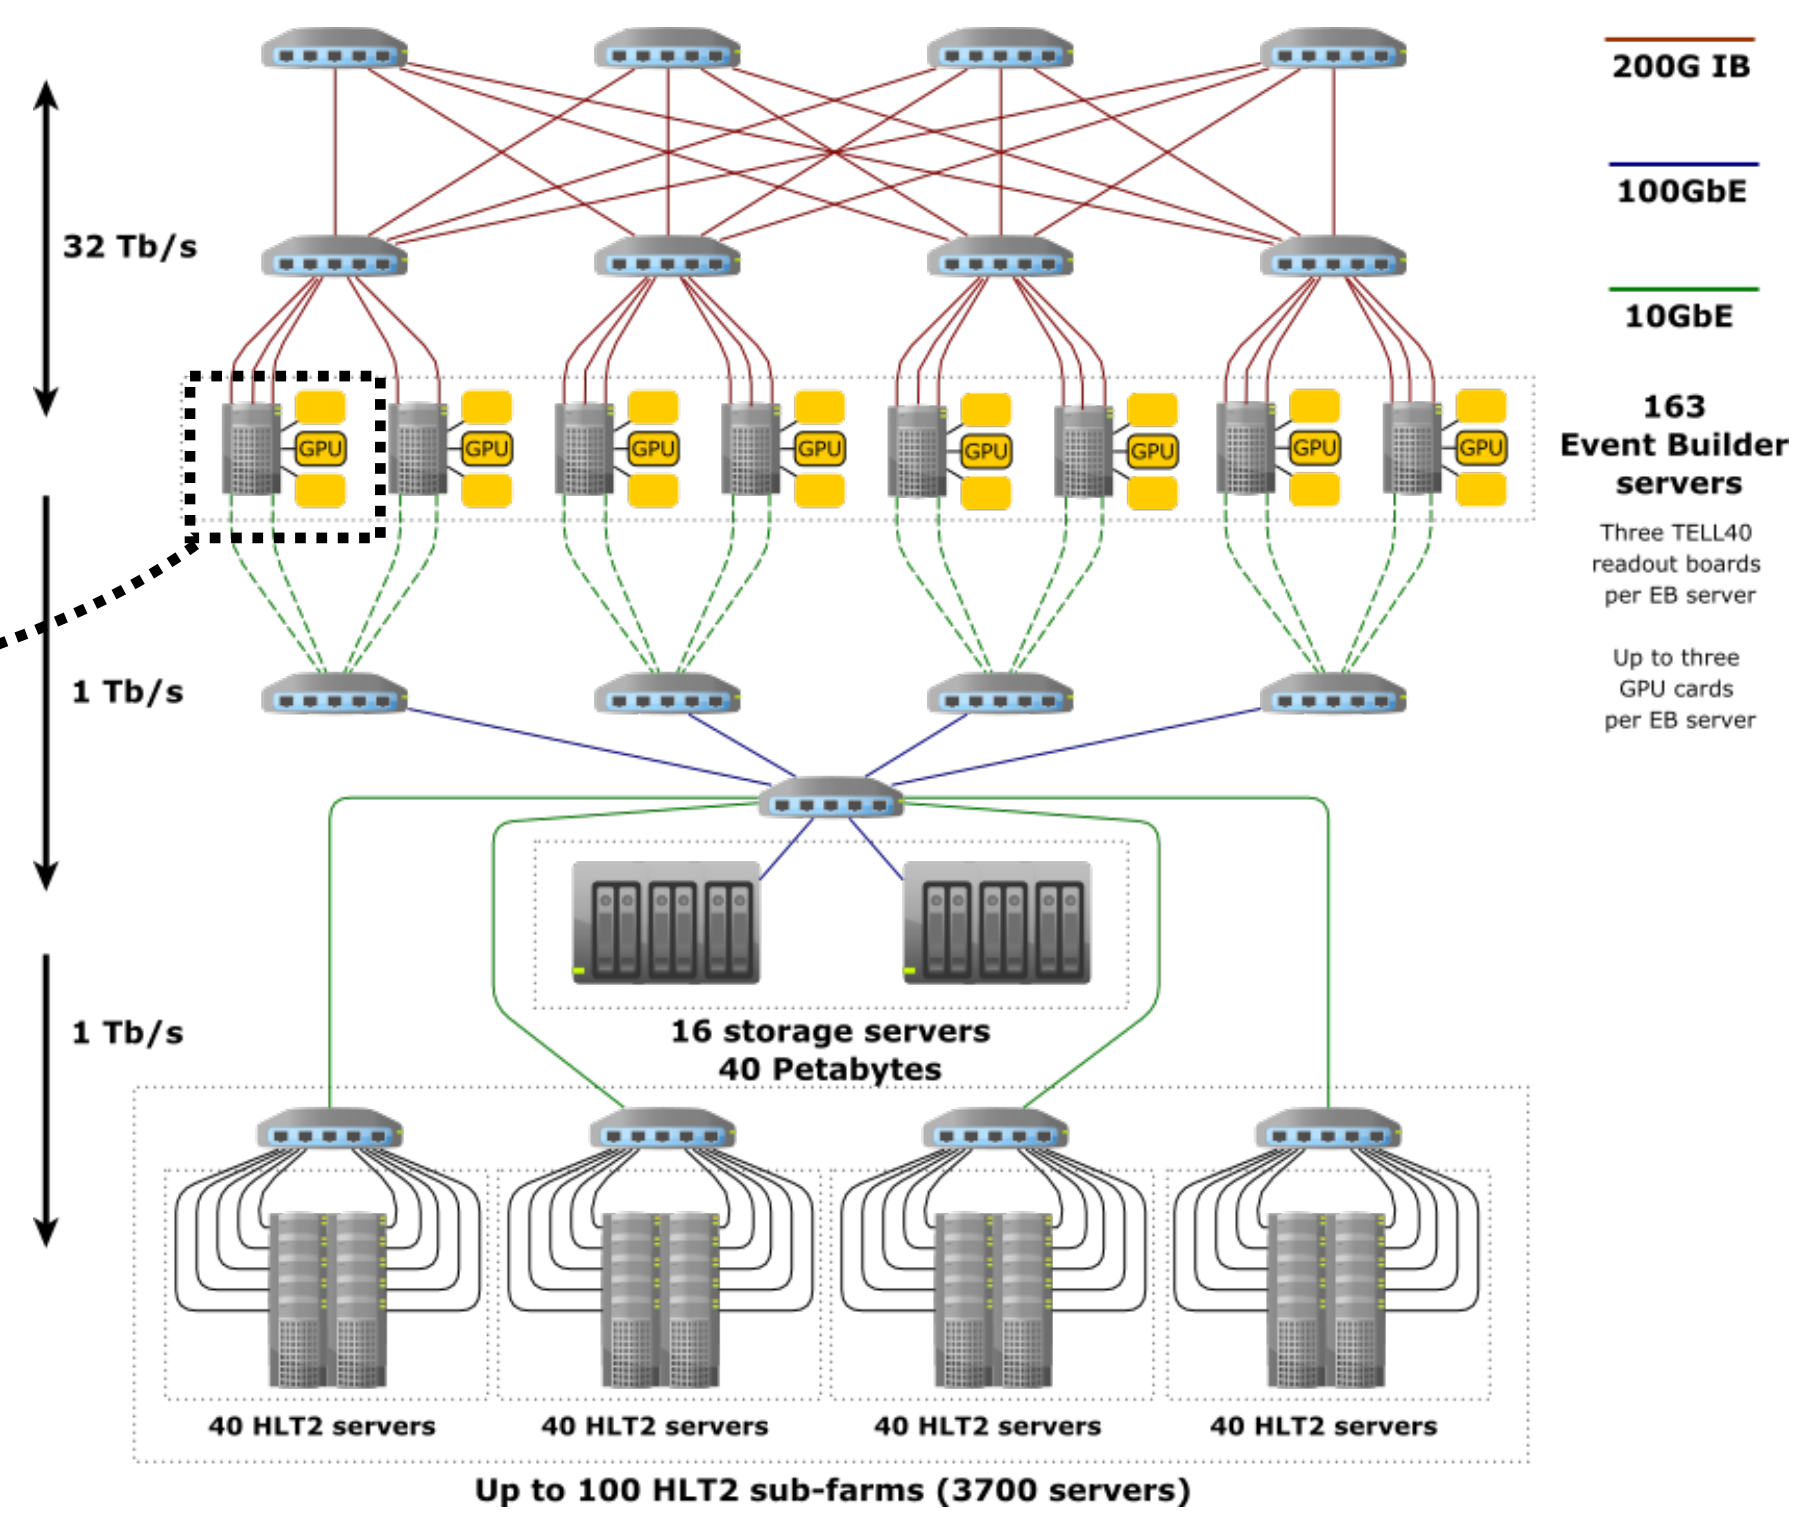 200G IB
100GbE
32 Tb/s
10GbE
163
Event Builder
servers
GPU
GPU
GPU
GPU
GPU
GPU
GPU
GPU
Three TELL40
readout boards
per EB server
Up to three
GPU cards
per EB server
1 Tb/s
1 Tb/s
16 storage servers
40 Petabytes
40 HLT2 servers
40 HLT2 servers
40 HLT2 servers
40 HLT2 servers
Up to 100 HLT2 sub-farms (3700 servers)